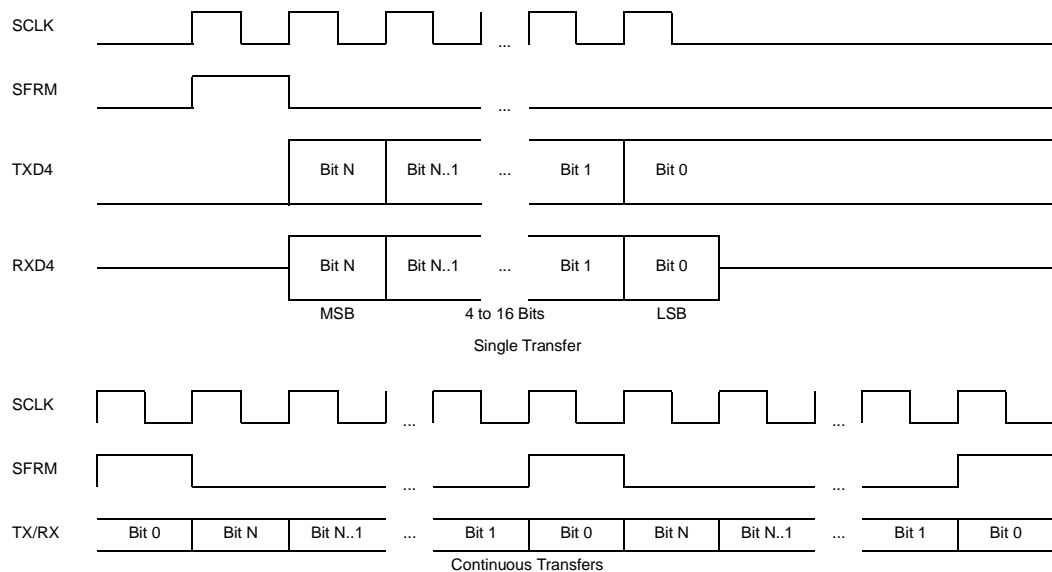 SCLK
...
SFRM
...
TXD4 Bit N Bit N..1 ... Bit 1 Bit 0
RXD4 Bit N Bit N..1 ... Bit 1 Bit 0
MSB 4 to 16 Bits LSB
Single Transfer
SCLK
... ...
SFRM
... ...
TX/RX Bit 0 Bit N Bit N..1 ... Bit 1 Bit 0 Bit N Bit N..1 ... Bit 1 Bit 0
Continuous Transfers